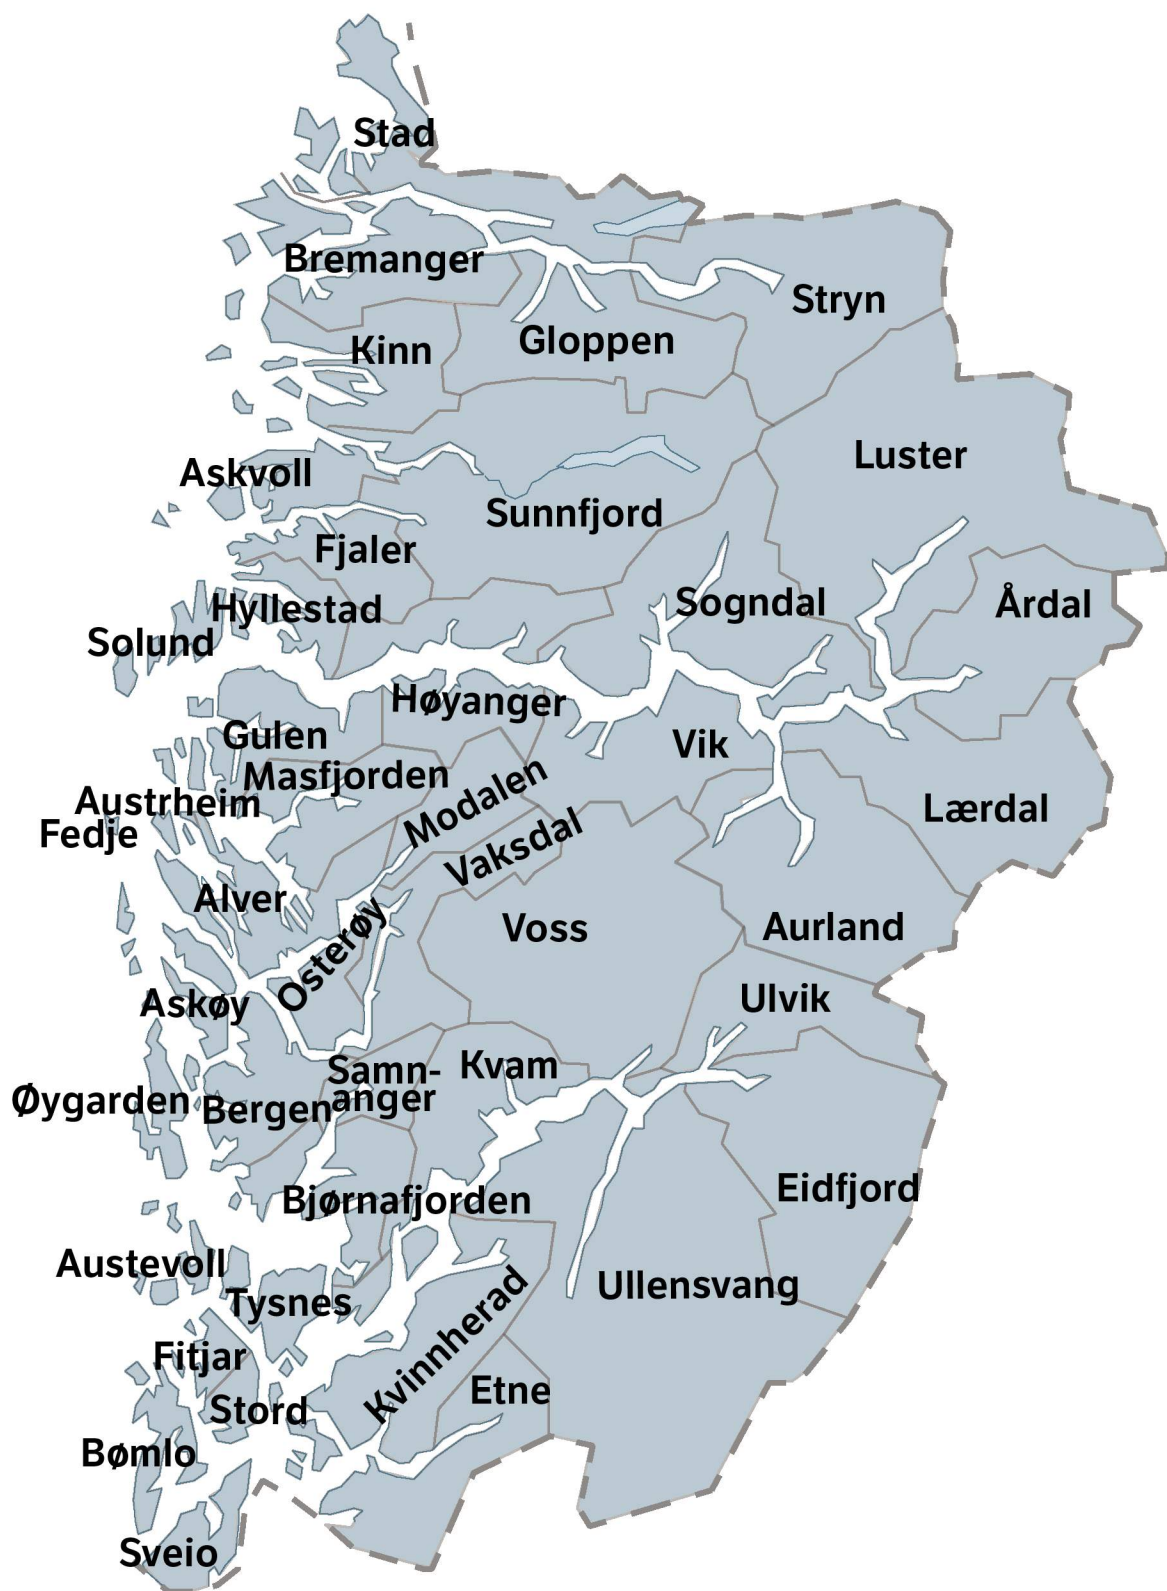 Stad
Bremanger
Stryn
Kinn
Gloppen
Luster
Askvoll
Sunnfjord
Fjaler
Hyllestad
Sogndal
Årdal
Solund
Høyanger
Gulen
Vik
Masfjorden
Modalen
Austrheim
Lærdal
Fedje
Vaksdal
Alver
Voss
Aurland
Osterøy
Askøy
Ulvik
Samn-
anger
Kvam
Øygarden
Bergen
Bjørnafjorden
Eidfjord
Austevoll
Ullensvang
Tysnes
Kvinnherad
Fitjar
Etne
Stord
Bømlo
Sveio